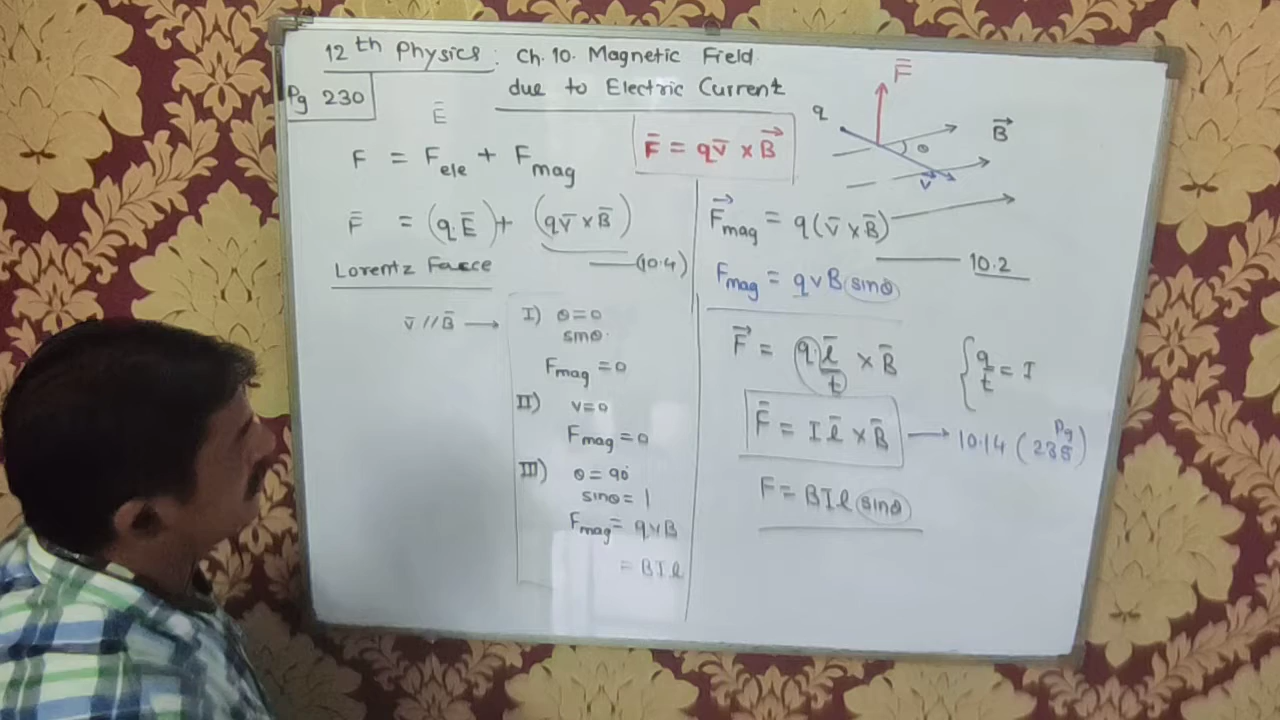 12th Physics : Ch. 10. Magnetic Field
due to Electric Current
Pg 230
E̅
F = Fele + Fmag
F̅ = (q.E̅) + (qv̅ × B̅)
(10.4)
Lorentz Force
v̅ // B̅ →
I) θ = 0
sinθ
Fmag = 0
II) v = 0
Fmag = 0
III) θ = 90°
sinθ = 1
Fmag = qvB
= BIl
F̅ = qv̅ × B⃗
q
F̅
B⃗
θ
v⃗
F⃗mag = q(v̅ × B̅)
10.2
Fmag = qvB sinθ
F⃗ = q. l̅/t × B̅
{ q/t = I
F̅ = I l̅ × B̅ → 10.14 (Pg 235)
F = BIl sinθ